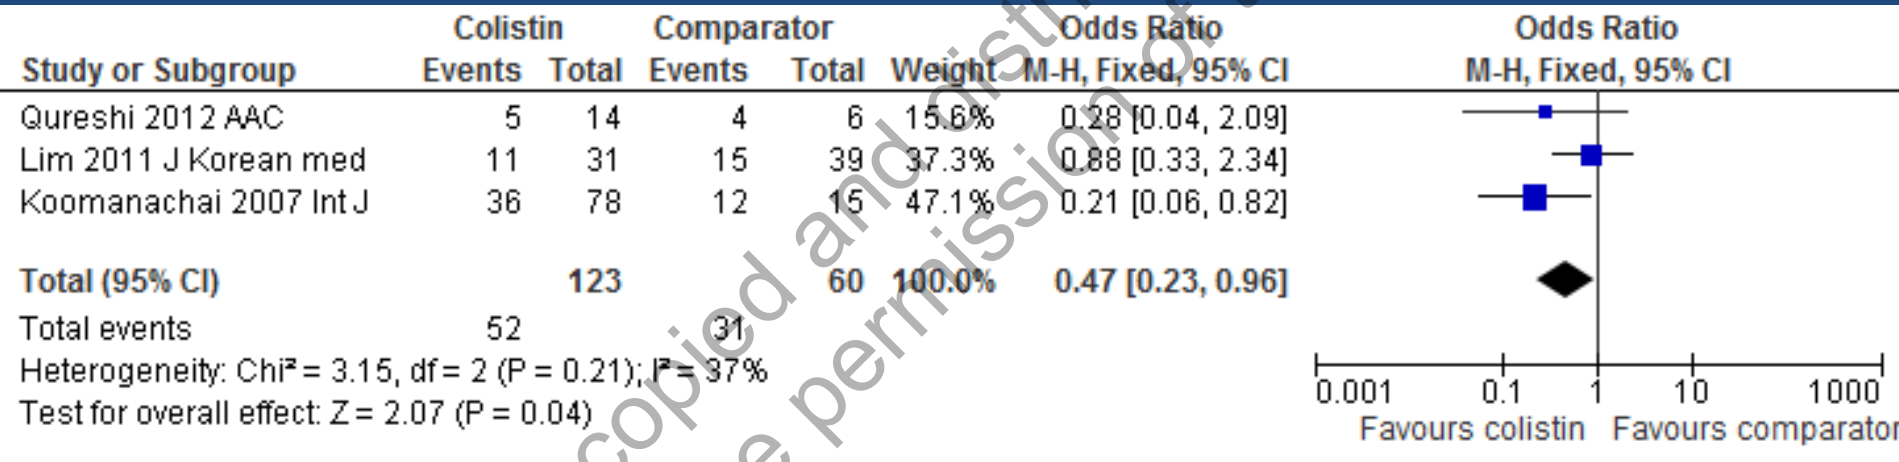 Colistin Comparator Odds Ratio Odds Ratio
Study or Subgroup Events Total Events Total Weight M-H, Fixed, 95% CI M-H, Fixed, 95% CI
Qureshi 2012 AAC 5 14 4 6 15.6% 0.28 [0.04, 2.09]
Lim 2011 J Korean med 11 31 15 39 37.3% 0.88 [0.33, 2.34]
Koomanachai 2007 Int J 36 78 12 15 47.1% 0.21 [0.06, 0.82]
Total (95% CI) 123 60 100.0% 0.47 [0.23, 0.96]
Total events 52 31
Heterogeneity: Chi² = 3.15, df = 2 (P = 0.21); I² = 37%
Test for overall effect: Z = 2.07 (P = 0.04)
0.001 0.1 1 10 1000
Favours colistin Favours comparator
copied and
permission of